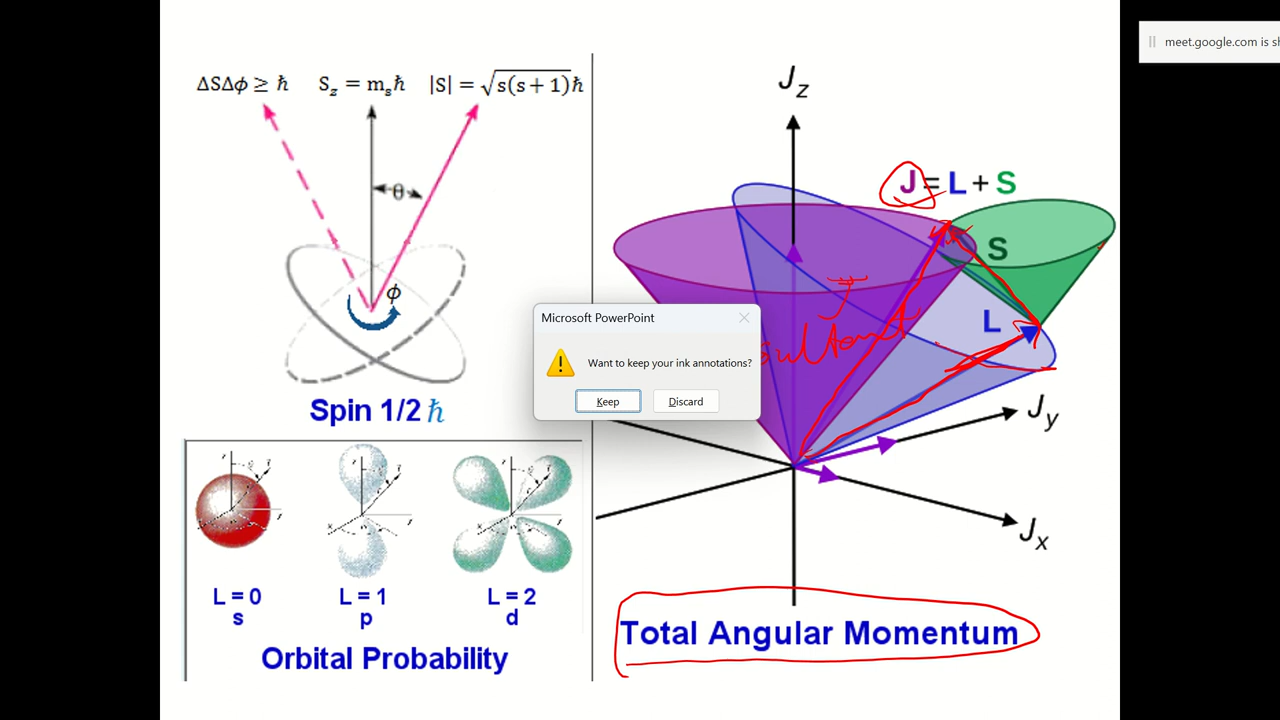 meet.google.com is sh
ΔSΔϕ ≥ ħ S_z = m_sħ |S| = √s(s+1)ħ
θ
ϕ
Spin 1/2 ħ
L = 0
s
L = 1
p
L = 2
d
Orbital Probability
J_z
J = L + S
S
L
J
J_y
J_x
Total Angular Momentum
Microsoft PowerPoint
Want to keep your ink annotations?
Keep Discard